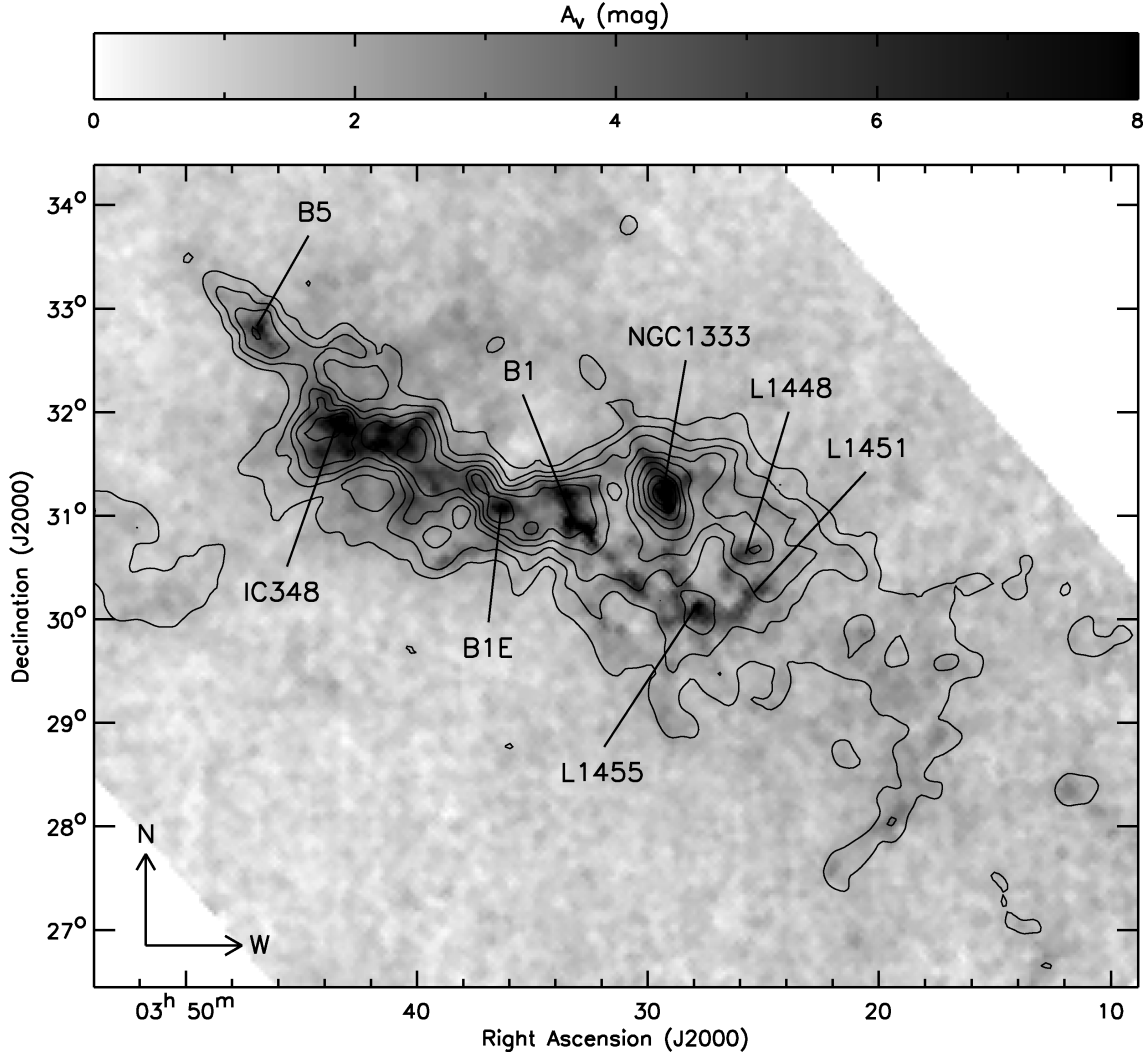 Av (mag)
0 2 4 6 8
34°
33°
32°
31°
30°
29°
28°
27°
Declination (J2000)
B5
NGC1333
B1
L1448
L1451
IC348
B1E
L1455
N
W
03h 50m 40 30 20 10
Right Ascension (J2000)